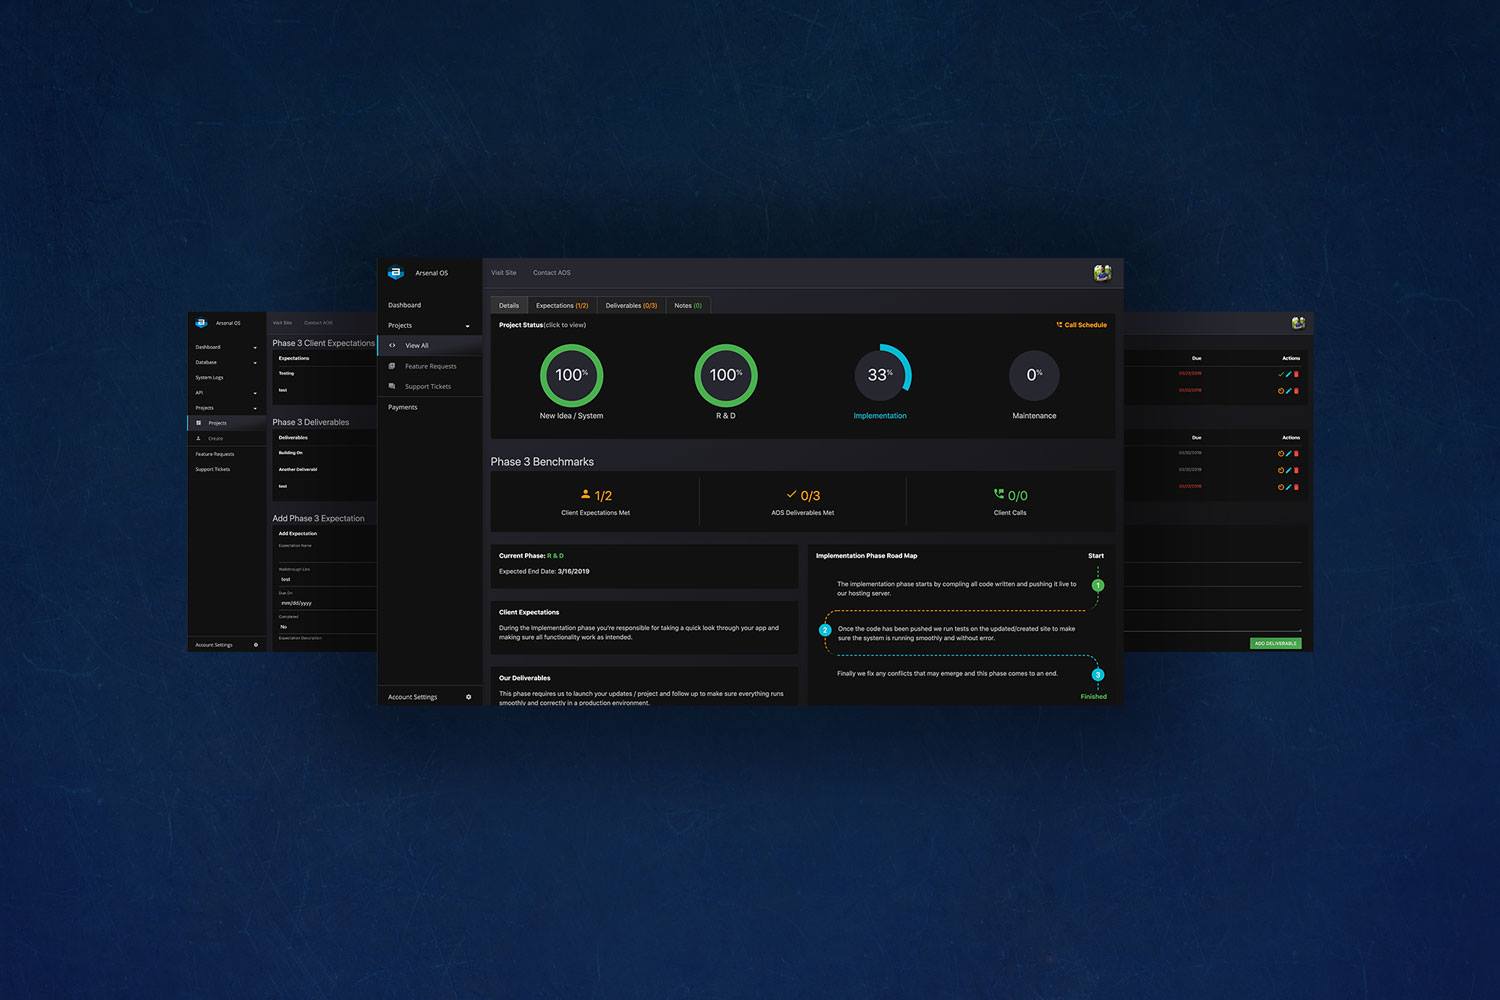 Arsenal OS
Visit Site
Contact AOS
Dashboard
Projects
View All
Feature Requests
Support Tickets
Payments
Account Settings
Details
Expectations (1/2)
Deliverables (0/3)
Notes (0)
Project Status(click to view)
Call Schedule
100%
100%
33%
0%
New Idea / System
R & D
Implementation
Maintenance
Phase 3 Benchmarks
1/2
0/3
0/0
Client Expectations Met
AOS Deliverables Met
Client Calls
Current Phase: R & D
Expected End Date: 3/16/2019
Client Expectations
During the Implementation phase you're responsible for taking a quick look through your app and
making sure all functionality work as intended.
Our Deliverables
This phase requires us to launch your updates / project and follow up to make sure everything runs
smoothly and correctly in a production environment.
Implementation Phase Road Map
Start
1
The implementation phase starts by compling all code written and pushing it live to
our hosting server.
2
Once the code has been pushed we run tests on the updated/created site to make
sure the system is running smoothly and without error.
3
Finally we fix any conflicts that may emerge and this phase comes to an end.
Finished
Arsenal OS
Visit Site
Contact AOS
Dashboard
Database
System Logs
API
Projects
Projects
Create
Feature Requests
Support Tickets
Account Settings
Phase 3 Client Expectations
Expectations
Testing
test
Phase 3 Deliverables
Deliverables
Building On
Another Deliverabl
test
Add Phase 3 Expectation
Add Expectation
Expectation Name
Walkthrough Link
test
Due On
mm/dd/yyyy
Completed
No
Expectation Description
Due
Actions
Due
Actions
ADD DELIVERABLE